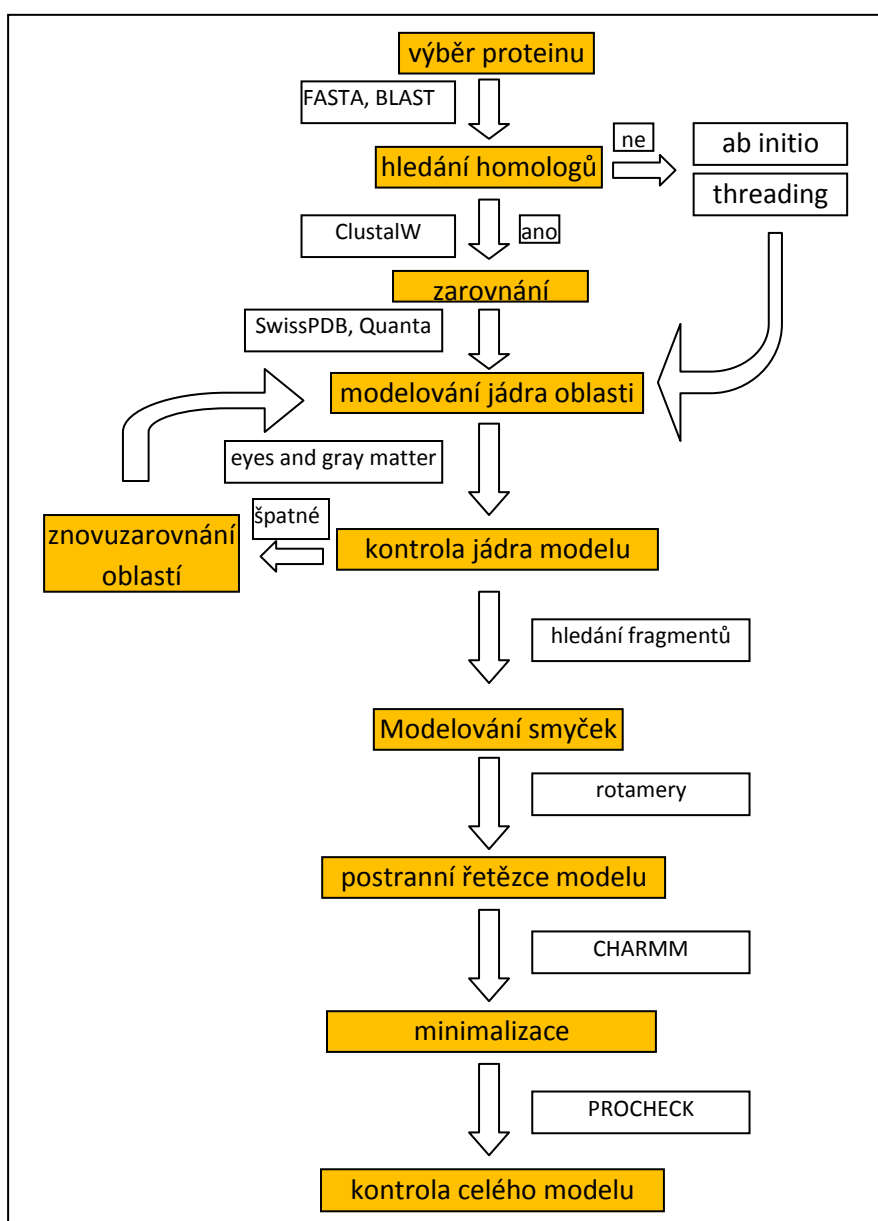 výběr proteinu
FASTA, BLAST
ne
ab initio
hledání homologů
threading
ClustalW
ano
zarovnání
SwissPDB, Quanta
modelování jádra oblasti
eyes and gray matter
špatné
znovuzarovnání
oblastí
kontrola jádra modelu
hledání fragmentů
Modelování smyček
rotamery
postranní řetězce modelu
CHARMM
minimalizace
PROCHECK
kontrola celého modelu